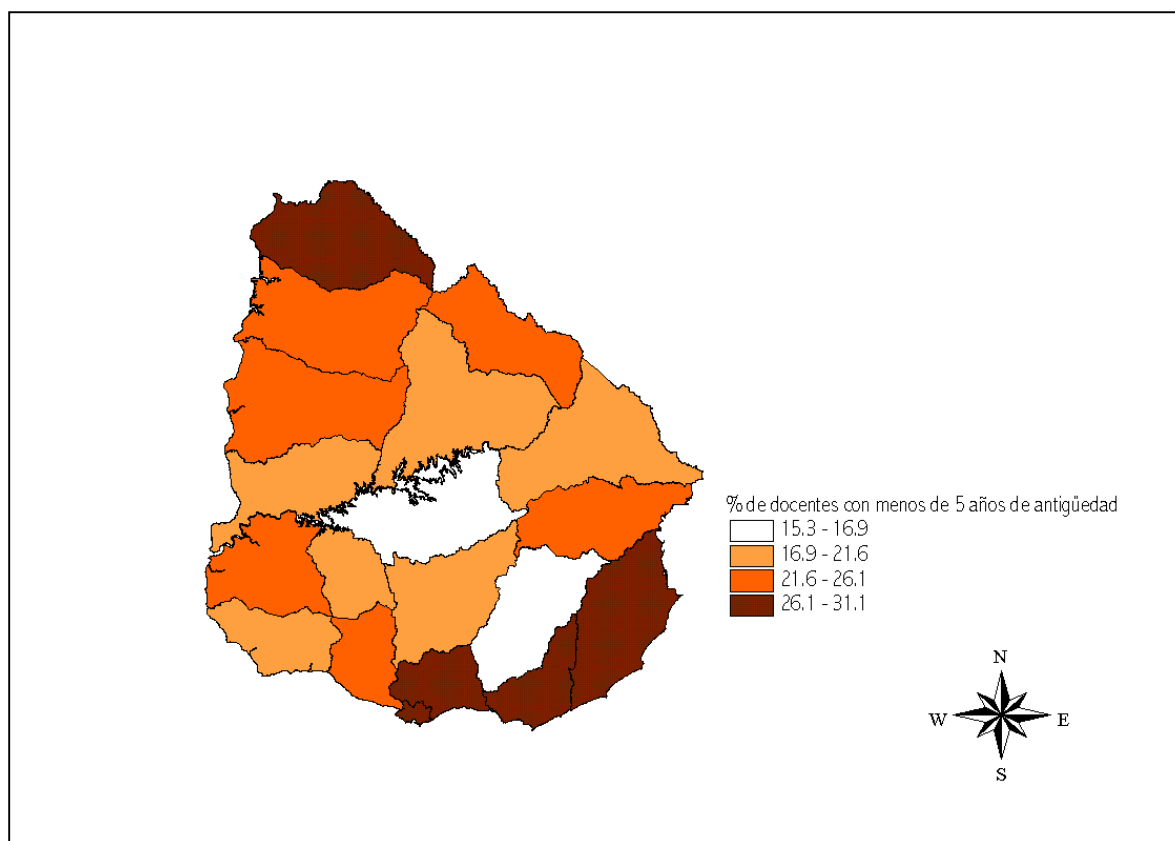 % de docentes con menos de 5 años de antigüedad
15.3 - 16.9
16.9 - 21.6
21.6 - 26.1
26.1 - 31.1
N
W E
S